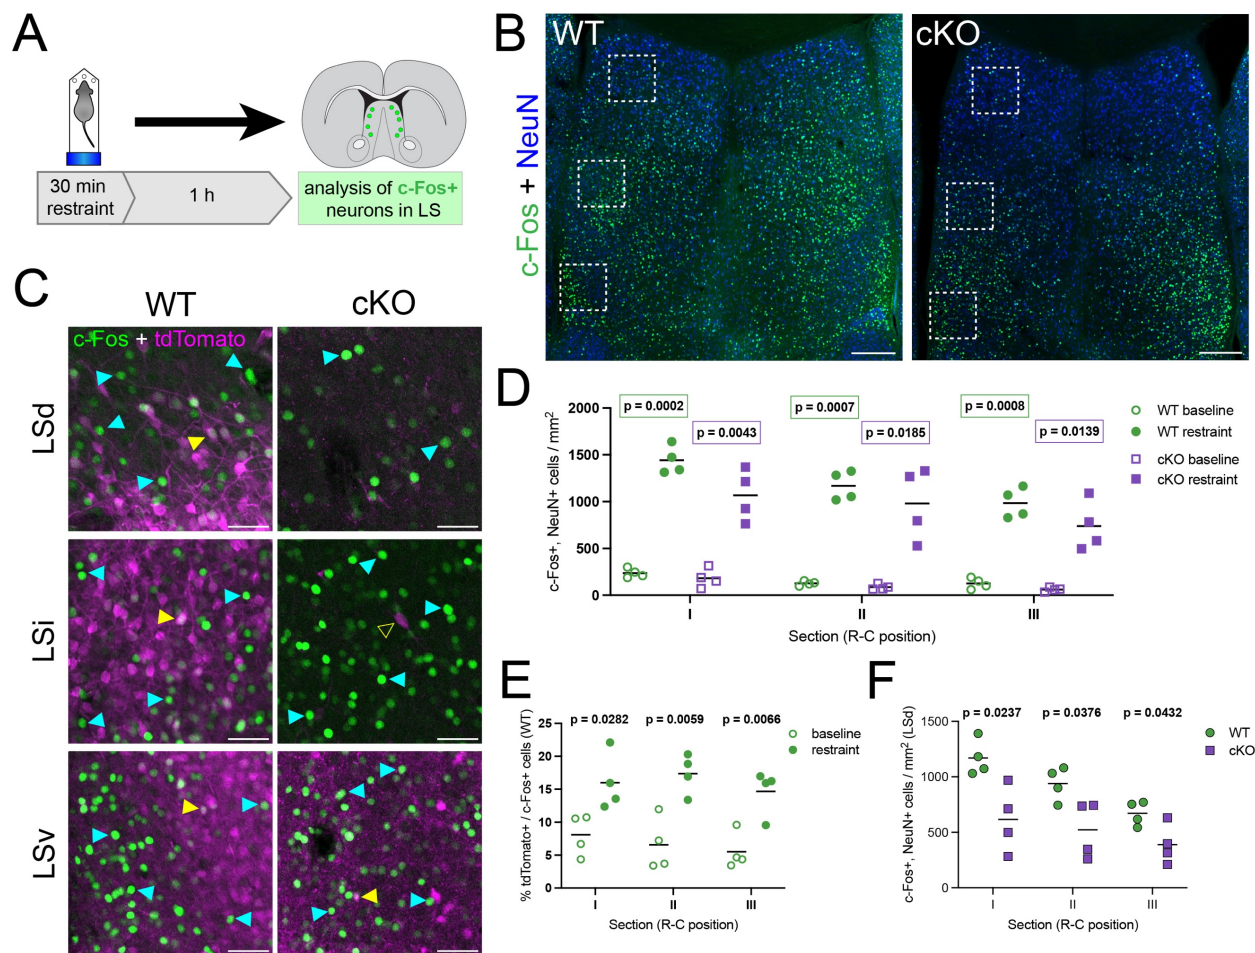 A
30 min
restraint
1 h
analysis of c-Fos+
neurons in LS
B
WT
cKO
c-Fos + NeuN
C
WT
cKO
c-Fos + tdTomato
LSd
LSi
LSv
D
c-Fos+, NeuN+ cells / mm²
2000
1500
1000
500
0
p = 0.0002
p = 0.0043
p = 0.0007
p = 0.0185
p = 0.0008
p = 0.0139
I
II
III
Section (R-C position)
WT baseline
WT restraint
cKO baseline
cKO restraint
E
% tdTomato+ / c-Fos+ cells (WT)
25
20
15
10
5
0
p = 0.0282
p = 0.0059
p = 0.0066
I
II
III
Section (R-C position)
baseline
restraint
F
c-Fos+, NeuN+ cells / mm² (LSd)
1500
1000
500
0
p = 0.0237
p = 0.0376
p = 0.0432
I
II
III
Section (R-C position)
WT
cKO